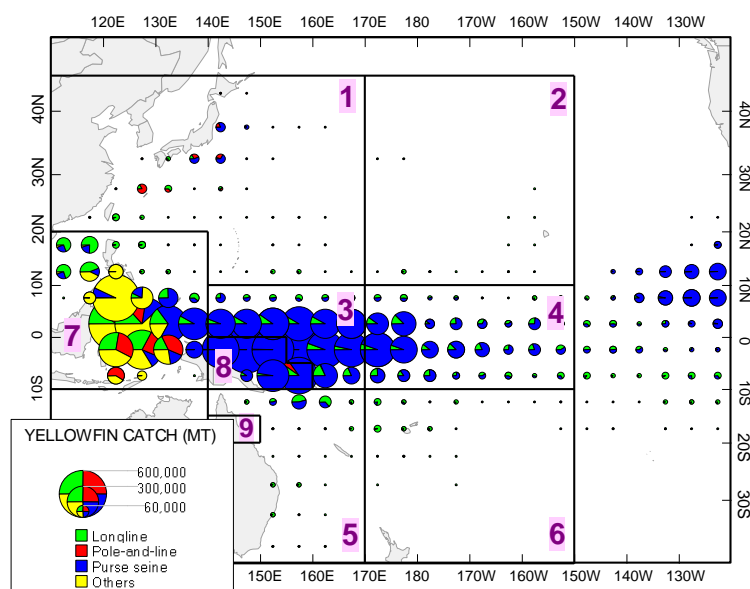 120E 130E 140E 150E 160E 170E 180 170W 160W 150W 140W 130W
40N 1 2 40N
30N 30N
20N 20N
10N 10N
3 4
7 0 0
8
10S 10S
9
YELLOWFIN CATCH (MT)
20S
600,000
300,000
60,000
30S
Longline
5 6
Pole-and-line
Purse seine
150E 160E 170E 180 170W 160W 150W 140W 130W
Others